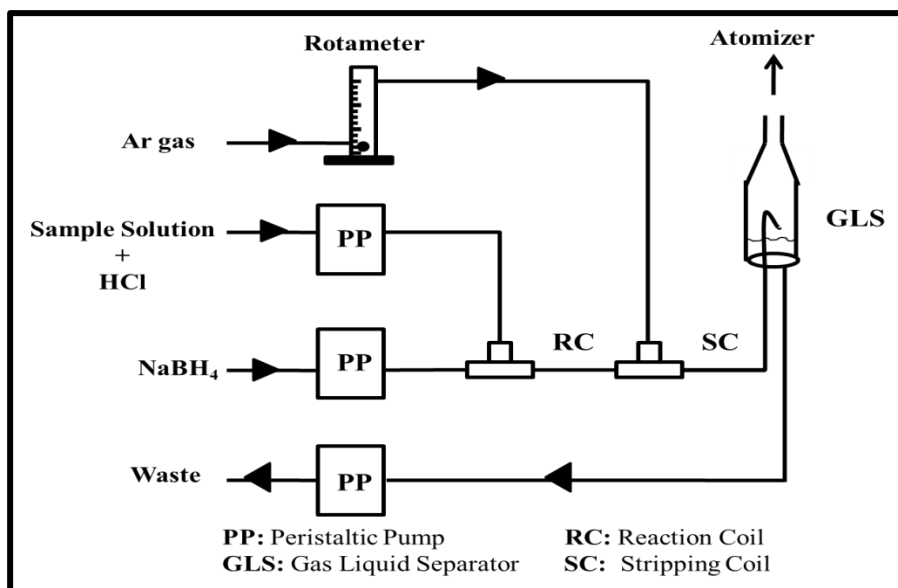 Rotameter
Atomizer
Ar gas
Sample Solution
+
HCl
PP
GLS
RC
SC
NaBH₄
PP
Waste
PP
PP: Peristaltic Pump
RC: Reaction Coil
GLS: Gas Liquid Separator
SC: Stripping Coil